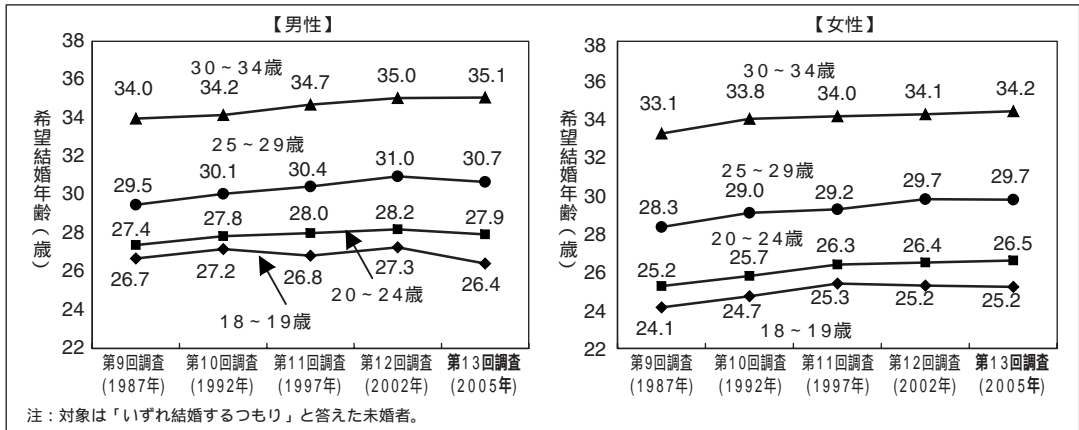 【男性】
希望結婚年齢（歳）
38
36
34
32
30
28
26
24
22
30～34歳
34.0 34.2 34.7 35.0 35.1
25～29歳
29.5 30.1 30.4 31.0 30.7
27.4 27.8 28.0 28.2 27.9
26.7 27.2 26.8 27.3 26.4
20～24歳
18～19歳
第9回調査 第10回調査 第11回調査 第12回調査 第13回調査
(1987年) (1992年) (1997年) (2002年) (2005年)
【女性】
希望結婚年齢（歳）
38
36
34
32
30
28
26
24
22
30～34歳
33.1 33.8 34.0 34.1 34.2
25～29歳
28.3 29.0 29.2 29.7 29.7
20～24歳
25.2 25.7 26.3 26.4 26.5
24.1 24.7 25.3 25.2 25.2
18～19歳
第9回調査 第10回調査 第11回調査 第12回調査 第13回調査
(1987年) (1992年) (1997年) (2002年) (2005年)
注：対象は「いずれ結婚するつもり」と答えた未婚者。